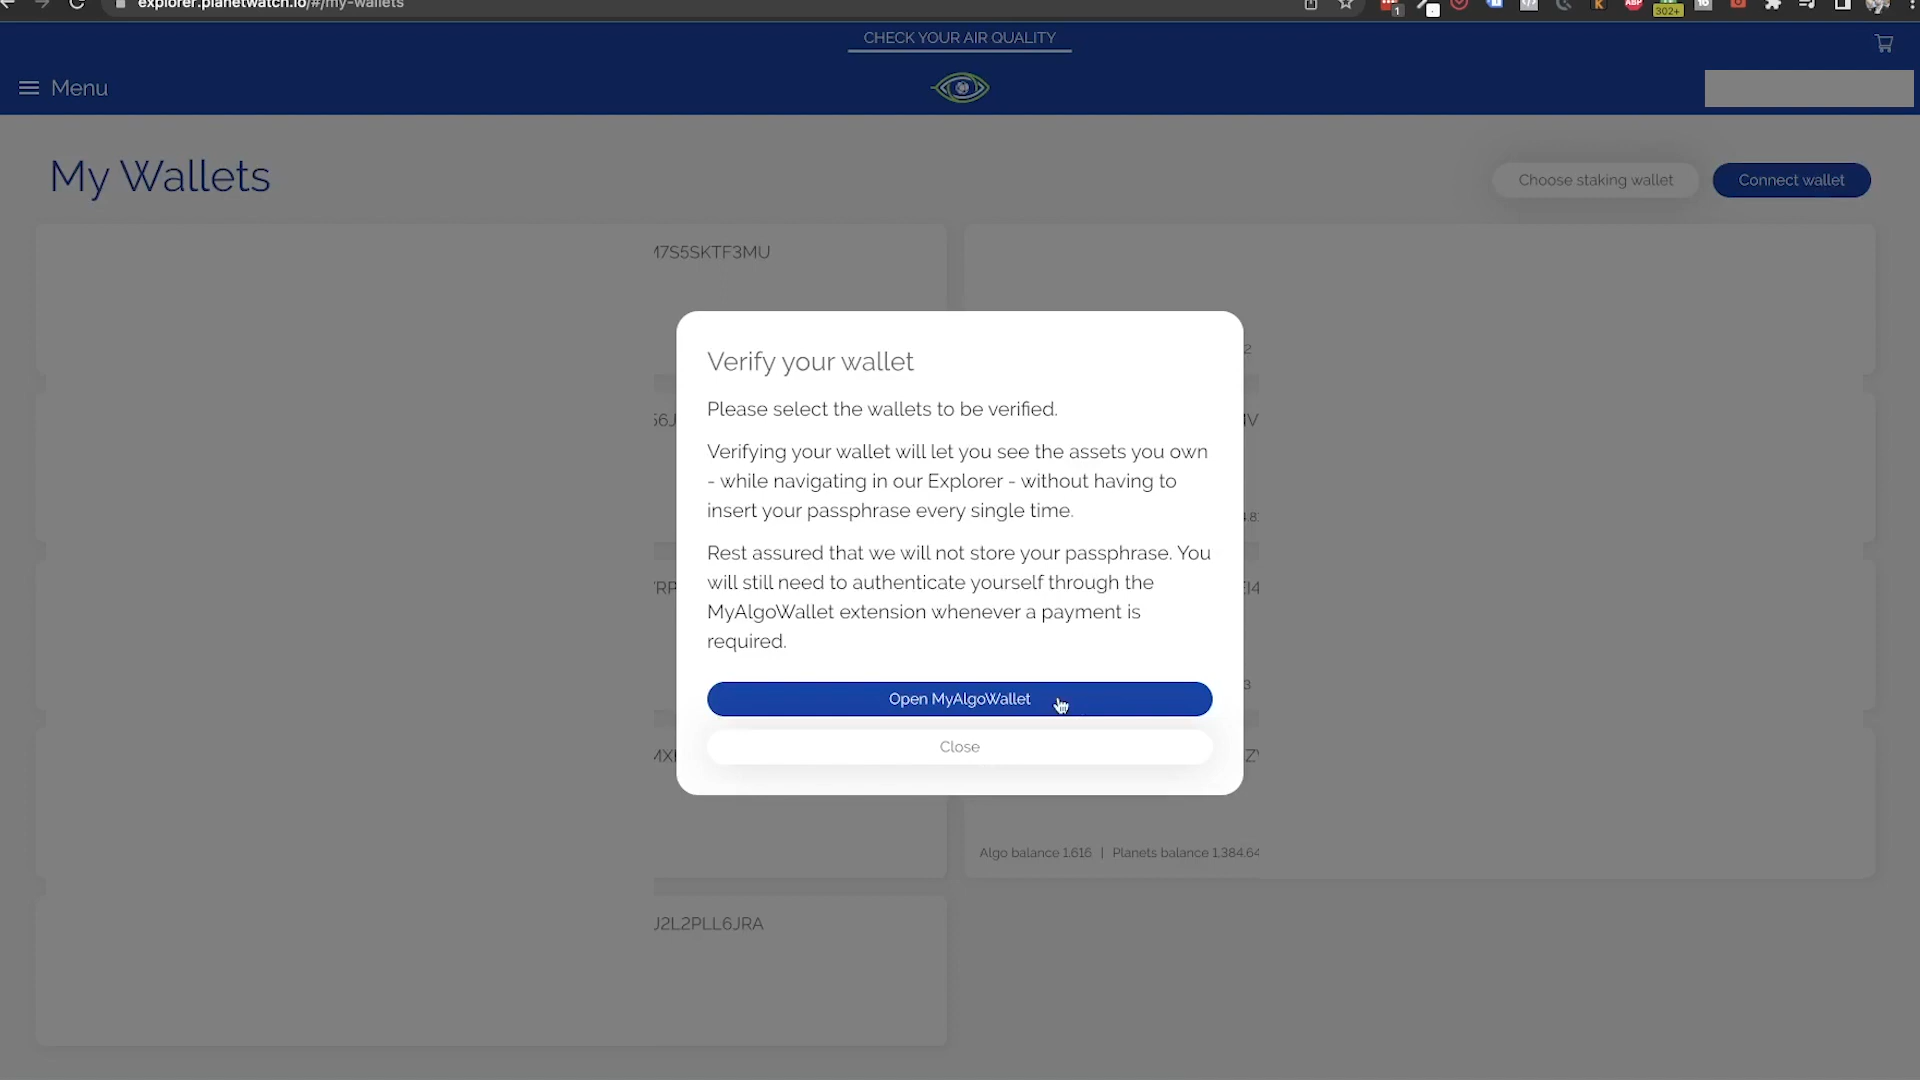 explorer.planetwatch.io/#/my-wallets
1
302+
CHECK YOUR AIR QUALITY
Menu
My Wallets
Choose staking wallet
Connect wallet
M7S5SKTF3MU
Verify your wallet
Please select the wallets to be verified.
Verifying your wallet will let you see the assets you own
- while navigating in our Explorer - without having to
insert your passphrase every single time.
Rest assured that we will not store your passphrase. You
will still need to authenticate yourself through the
MyAlgoWallet extension whenever a payment is
required.
Open MyAlgoWallet
Close
Algo balance 1.616 | Planets balance 1,384.64
J2L2PLL6JRA